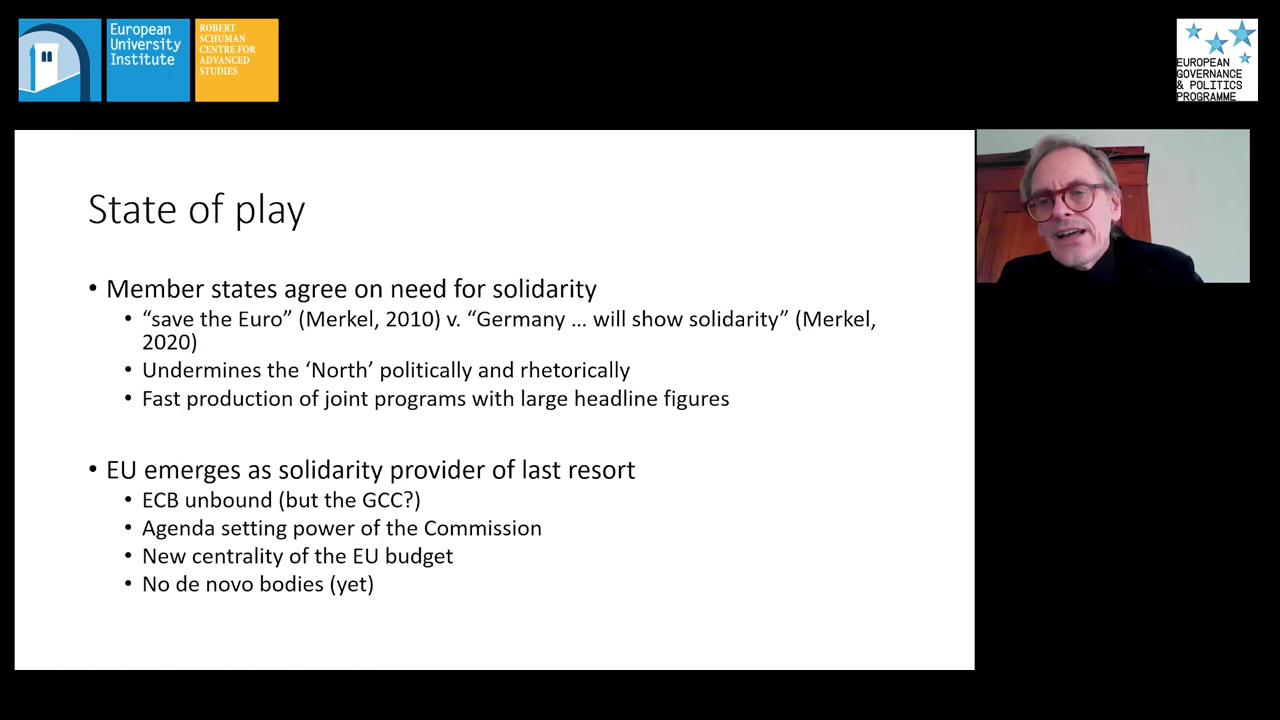 European
University
Institute
ROBERT
SCHUMAN
CENTRE FOR
ADVANCED
STUDIES
EUROPEAN
GOVERNANCE
& POLITICS
PROGRAMME
State of play
• Member states agree on need for solidarity
• “save the Euro” (Merkel, 2010) v. “Germany ... will show solidarity” (Merkel,
2020)
• Undermines the ‘North’ politically and rhetorically
• Fast production of joint programs with large headline figures
• EU emerges as solidarity provider of last resort
• ECB unbound (but the GCC?)
• Agenda setting power of the Commission
• New centrality of the EU budget
• No de novo bodies (yet)